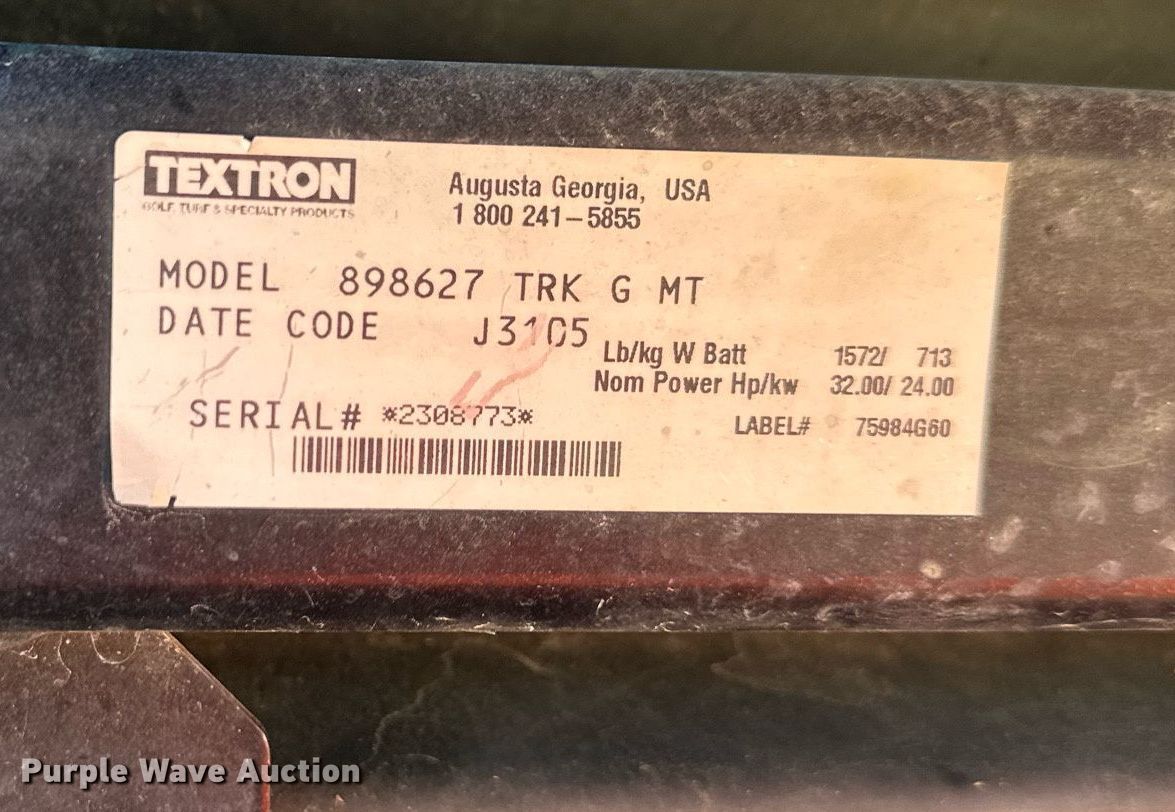 TEXTRON
GOLF, TURF & SPECIALTY PRODUCTS
Augusta Georgia, USA
1 800 241-5855
MODEL 898627 TRK G MT
DATE CODE J3105
Lb/kg W Batt 1572/ 713
Nom Power Hp/kw 32.00/ 24.00
SERIAL# *2308773*
LABEL# 75984G60
Purple Wave Auction